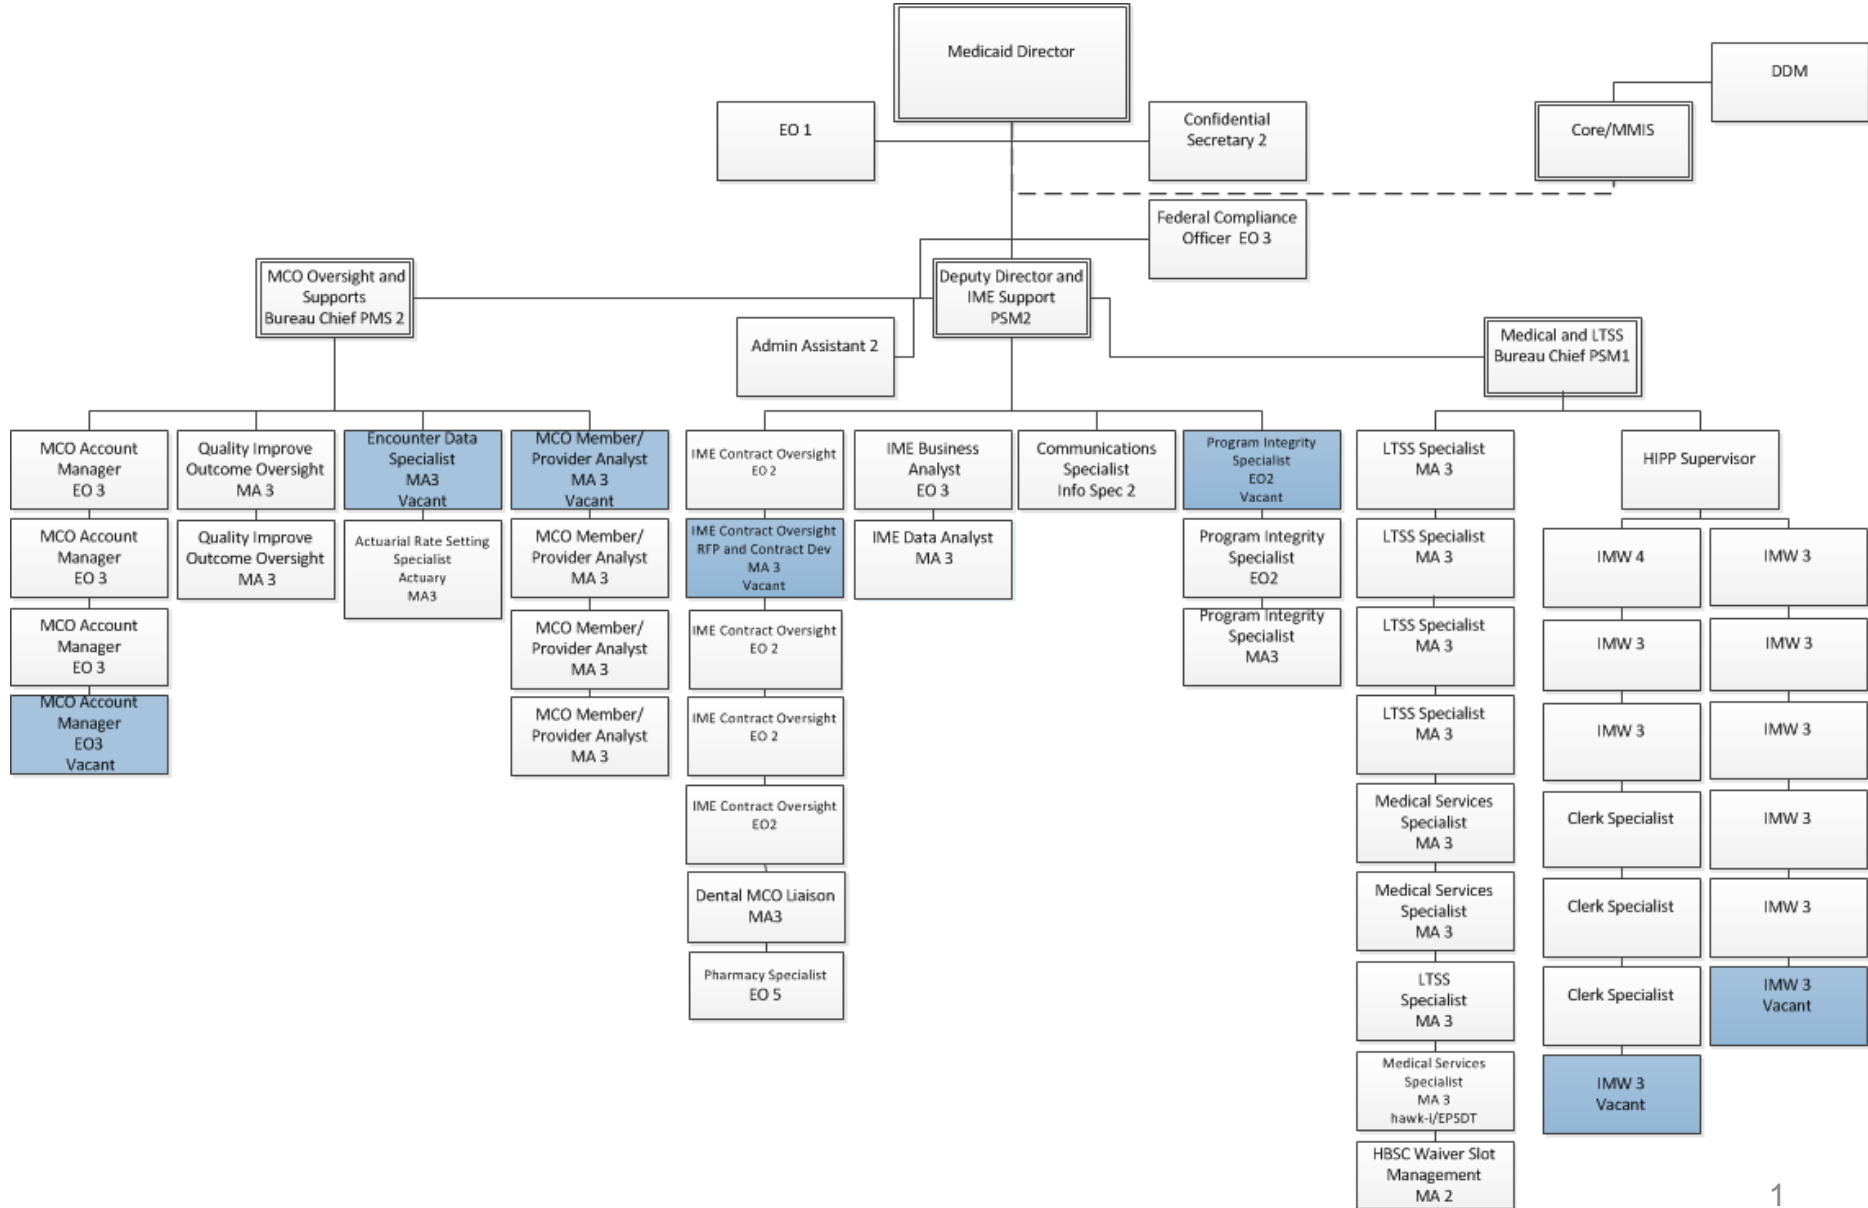 Medicaid Director
DDM
EO 1
Confidential
Secretary 2
Core/MMIS
Federal Compliance
Officer  EO 3
MCO Oversight and
Supports
Bureau Chief PMS 2
Deputy Director and
IME Support
PSM2
Admin Assistant 2
Medical and LTSS
Bureau Chief PSM1
MCO Account
Manager
EO 3
MCO Account
Manager
EO 3
MCO Account
Manager
EO 3
MCO Account
Manager
EO3
Vacant
Quality Improve
Outcome Oversight
MA 3
Quality Improve
Outcome Oversight
MA 3
Encounter Data
Specialist
MA3
Vacant
Actuarial Rate Setting
Specialist
Actuary
MA3
MCO Member/
Provider Analyst
MA 3
Vacant
MCO Member/
Provider Analyst
MA 3
MCO Member/
Provider Analyst
MA 3
MCO Member/
Provider Analyst
MA 3
IME Contract Oversight
EO 2
IME Contract Oversight
RFP and Contract Dev
MA 3
Vacant
IME Contract Oversight
EO 2
IME Contract Oversight
EO 2
IME Contract Oversight
EO2
Dental MCO Liaison
MA3
Pharmacy Specialist
EO 5
IME Business
Analyst
EO 3
IME Data Analyst
MA 3
Communications
Specialist
Info Spec 2
Program Integrity
Specialist
EO2
Vacant
Program Integrity
Specialist
EO2
Program Integrity
Specialist
MA3
LTSS Specialist
MA 3
LTSS Specialist
MA 3
LTSS Specialist
MA 3
LTSS Specialist
MA 3
Medical Services
Specialist
MA 3
Medical Services
Specialist
MA 3
LTSS
Specialist
MA 3
Medical Services
Specialist
MA 3
hawk-i/EPSDT
HBSC Waiver Slot
Management
MA 2
HIPP Supervisor
IMW 4
IMW 3
IMW 3
Clerk Specialist
Clerk Specialist
Clerk Specialist
IMW 3
Vacant
IMW 3
IMW 3
IMW 3
IMW 3
IMW 3
IMW 3
Vacant
1